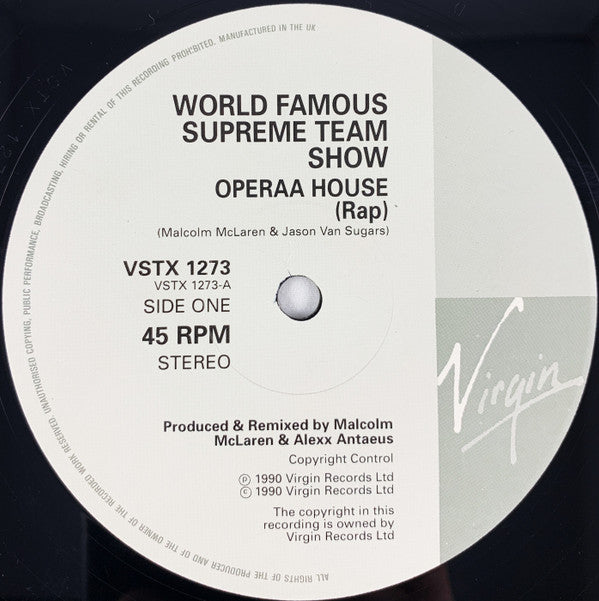 WORLD FAMOUS
SUPREME TEAM
SHOW
OPERAA HOUSE
(Rap)
(Malcolm McLaren & Jason Van Sugars)
VSTX 1273
VSTX 1273-A
SIDE ONE
45 RPM
STEREO
Virgin
Produced & Remixed by Malcolm
McLaren & Alexx Antaeus
Copyright Control
Ⓟ 1990 Virgin Records Ltd
© 1990 Virgin Records Ltd
The copyright in this
recording is owned by
Virgin Records Ltd
ALL RIGHTS OF THE PRODUCER AND OF THE OWNER OF THE RECORDED WORK RESERVED. UNAUTHORISED COPYING, PUBLIC PERFORMANCE, BROADCASTING, HIRING OR RENTAL OF THIS RECORDING PROHIBITED. MANUFACTURED IN THE UK
VSTX